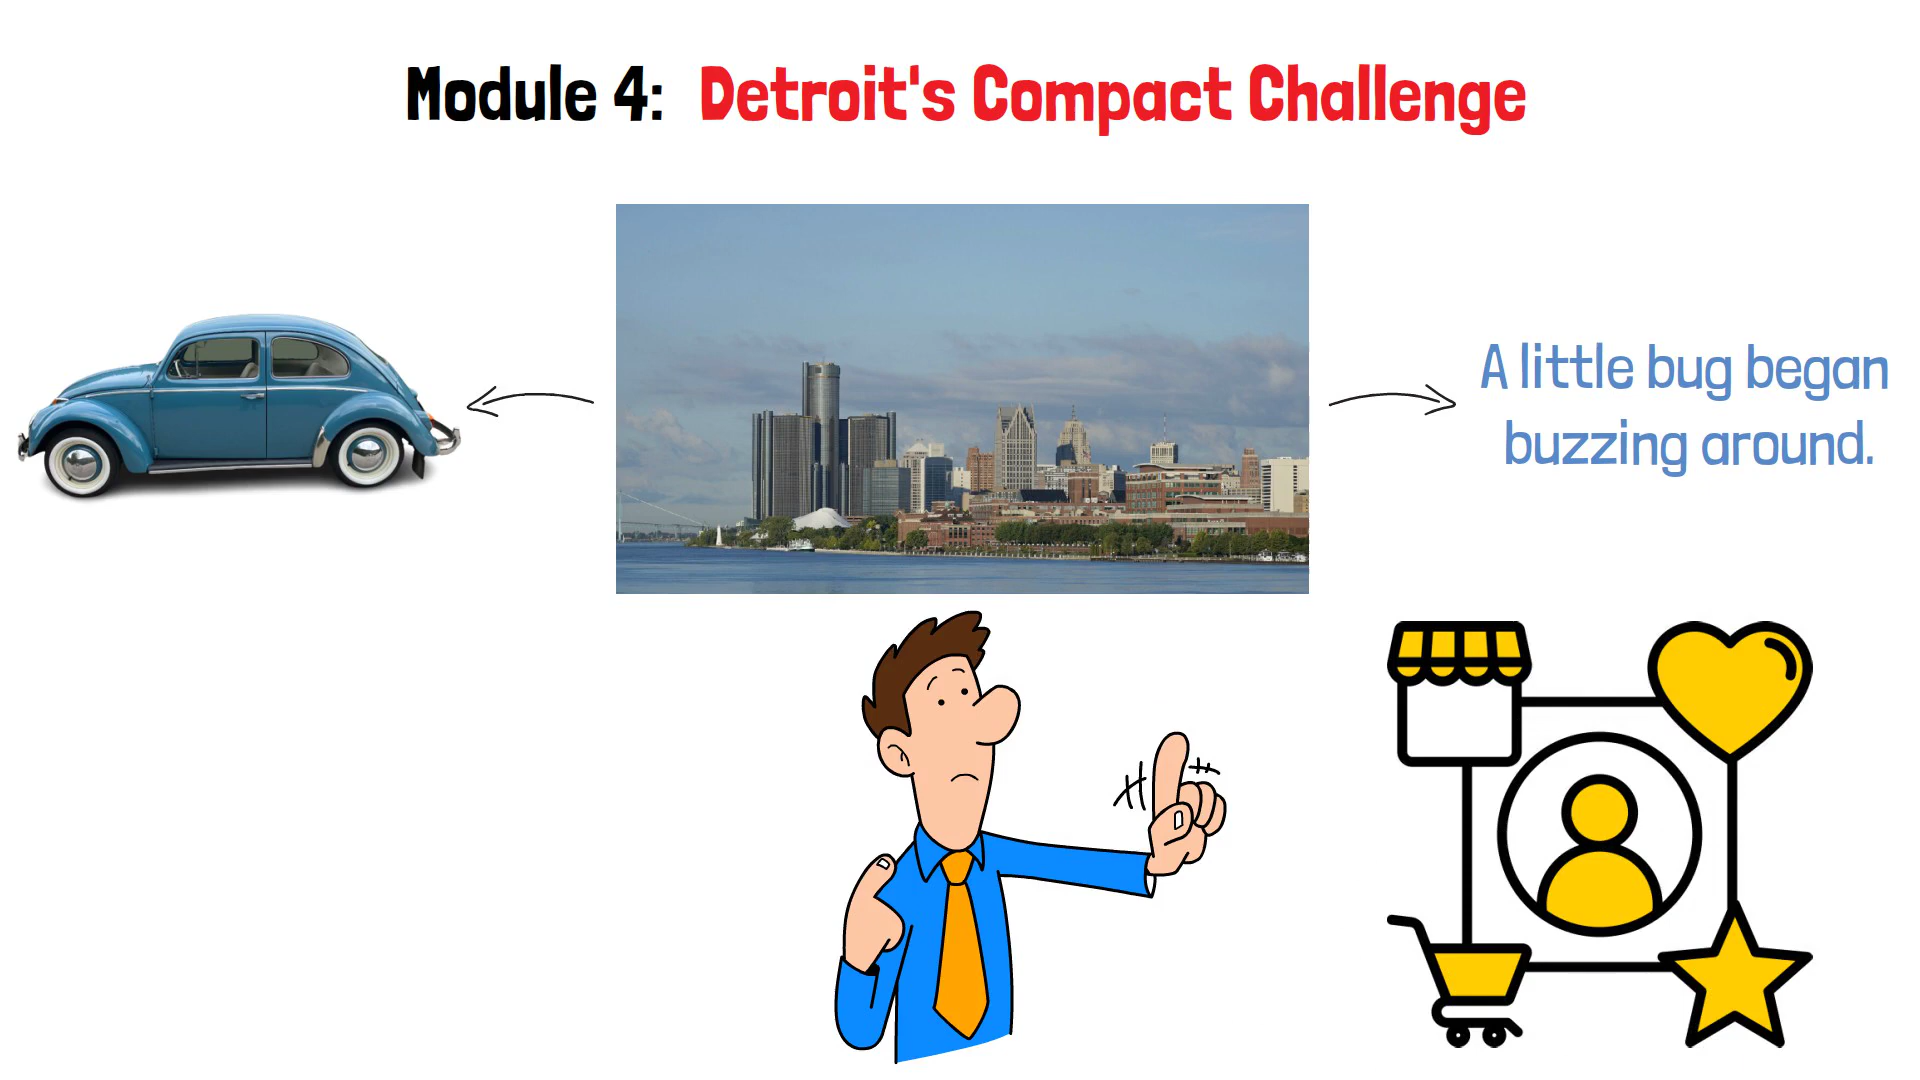 Module 4: Detroit's Compact Challenge
A little bug began
buzzing around.